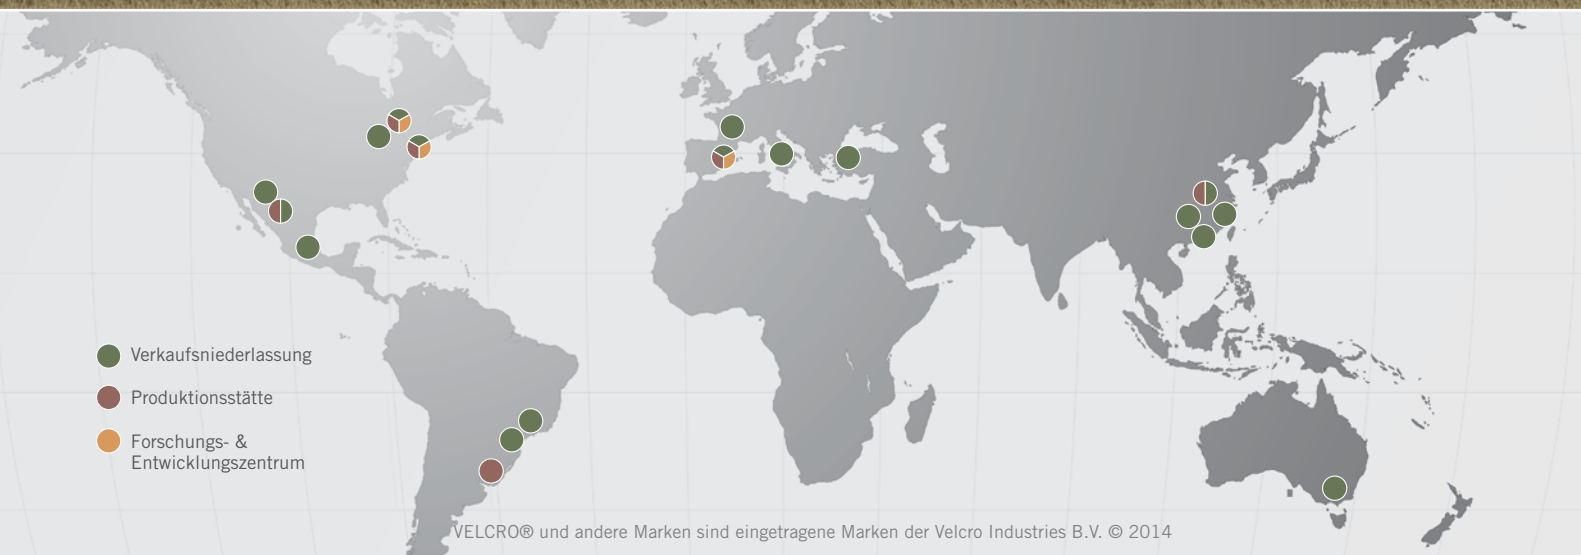 Verkaufsniederlassung
Produktionsstätte
Forschungs- &
Entwicklungszentrum
VELCRO® und andere Marken sind eingetragene Marken der Velcro Industries B.V. © 2014